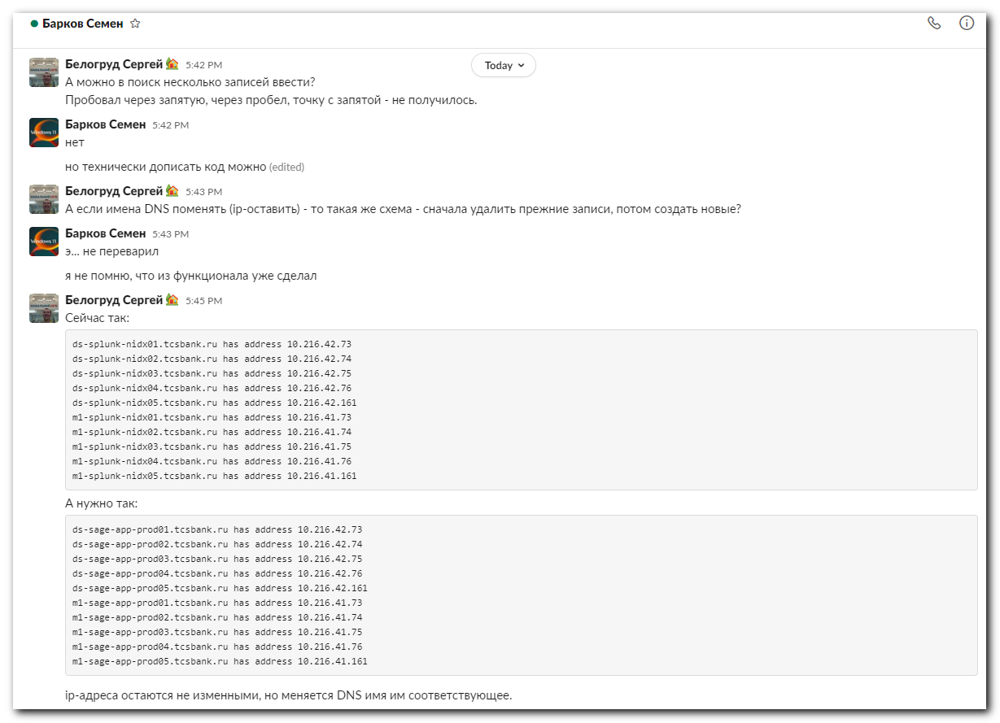 Барков Семен
Белогруд Сергей 5:42 PM
Today
А можно в поиск несколько записей ввести?
Пробовал через запятую, через пробел, точку с запятой - не получилось.
Барков Семен 5:42 PM
Windows 11
нет
но технически дописать код можно (edited)
Белогруд Сергей 5:43 PM
А если имена DNS поменять (ip-оставить) - то такая же схема - сначала удалить прежние записи, потом создать новые?
Барков Семен 5:43 PM
Windows 11
э... не переварил
я не помню, что из функционала уже сделал
Белогруд Сергей 5:45 PM
Сейчас так:
ds-splunk-nidx01.tcsbank.ru has address 10.216.42.73
ds-splunk-nidx02.tcsbank.ru has address 10.216.42.74
ds-splunk-nidx03.tcsbank.ru has address 10.216.42.75
ds-splunk-nidx04.tcsbank.ru has address 10.216.42.76
ds-splunk-nidx05.tcsbank.ru has address 10.216.42.161
m1-splunk-nidx01.tcsbank.ru has address 10.216.41.73
m1-splunk-nidx02.tcsbank.ru has address 10.216.41.74
m1-splunk-nidx03.tcsbank.ru has address 10.216.41.75
m1-splunk-nidx04.tcsbank.ru has address 10.216.41.76
m1-splunk-nidx05.tcsbank.ru has address 10.216.41.161
А нужно так:
ds-sage-app-prod01.tcsbank.ru has address 10.216.42.73
ds-sage-app-prod02.tcsbank.ru has address 10.216.42.74
ds-sage-app-prod03.tcsbank.ru has address 10.216.42.75
ds-sage-app-prod04.tcsbank.ru has address 10.216.42.76
ds-sage-app-prod05.tcsbank.ru has address 10.216.42.161
m1-sage-app-prod01.tcsbank.ru has address 10.216.41.73
m1-sage-app-prod02.tcsbank.ru has address 10.216.41.74
m1-sage-app-prod03.tcsbank.ru has address 10.216.41.75
m1-sage-app-prod04.tcsbank.ru has address 10.216.41.76
m1-sage-app-prod05.tcsbank.ru has address 10.216.41.161
ip-адреса остаются не изменными, но меняется DNS имя им соответствующее.